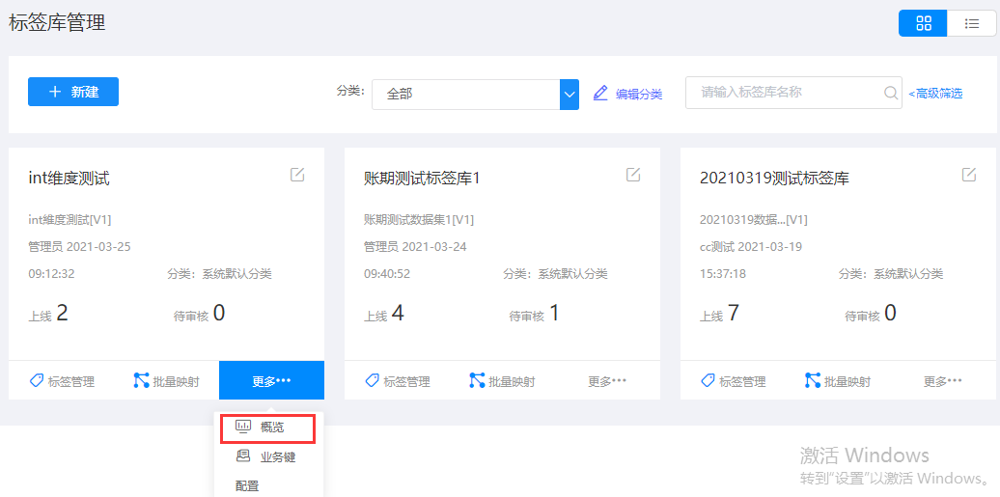 标签库管理
新建
分类： 全部 编辑分类 请输入标签库名称 <高级筛选
int维度测试 账期测试标签库1 20210319测试标签库
int维度测试[V1] 账期测试数据集1[V1] 20210319数据...[V1]
管理员 2021-03-25 管理员 2021-03-24 cc测试 2021-03-19
09:12:32 分类：系统默认分类 09:40:52 分类：系统默认分类 15:37:18 分类：系统默认分类
上线 2 待审核 0 上线 4 待审核 1 上线 7 待审核 0
标签管理 批量映射 更多••• 标签管理 批量映射 更多••• 标签管理 批量映射 更多•••
概览
业务键
配置
激活 Windows
转到“设置”以激活 Windows。